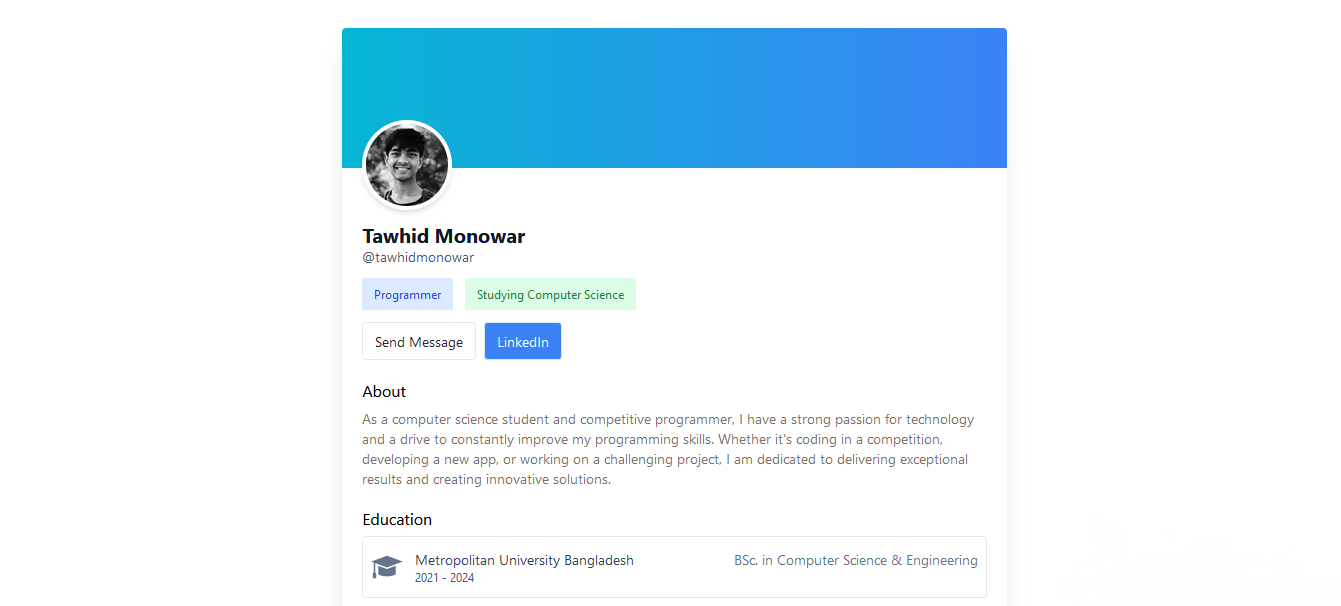 Tawhid Monowar
@tawhidmonowar
Programmer
Studying Computer Science
Send Message
LinkedIn
About
As a computer science student and competitive programmer, I have a strong passion for technology
and a drive to constantly improve my programming skills. Whether it's coding in a competition,
developing a new app, or working on a challenging project, I am dedicated to delivering exceptional
results and creating innovative solutions.
Education
Metropolitan University Bangladesh
BSc. in Computer Science & Engineering
2021 - 2024